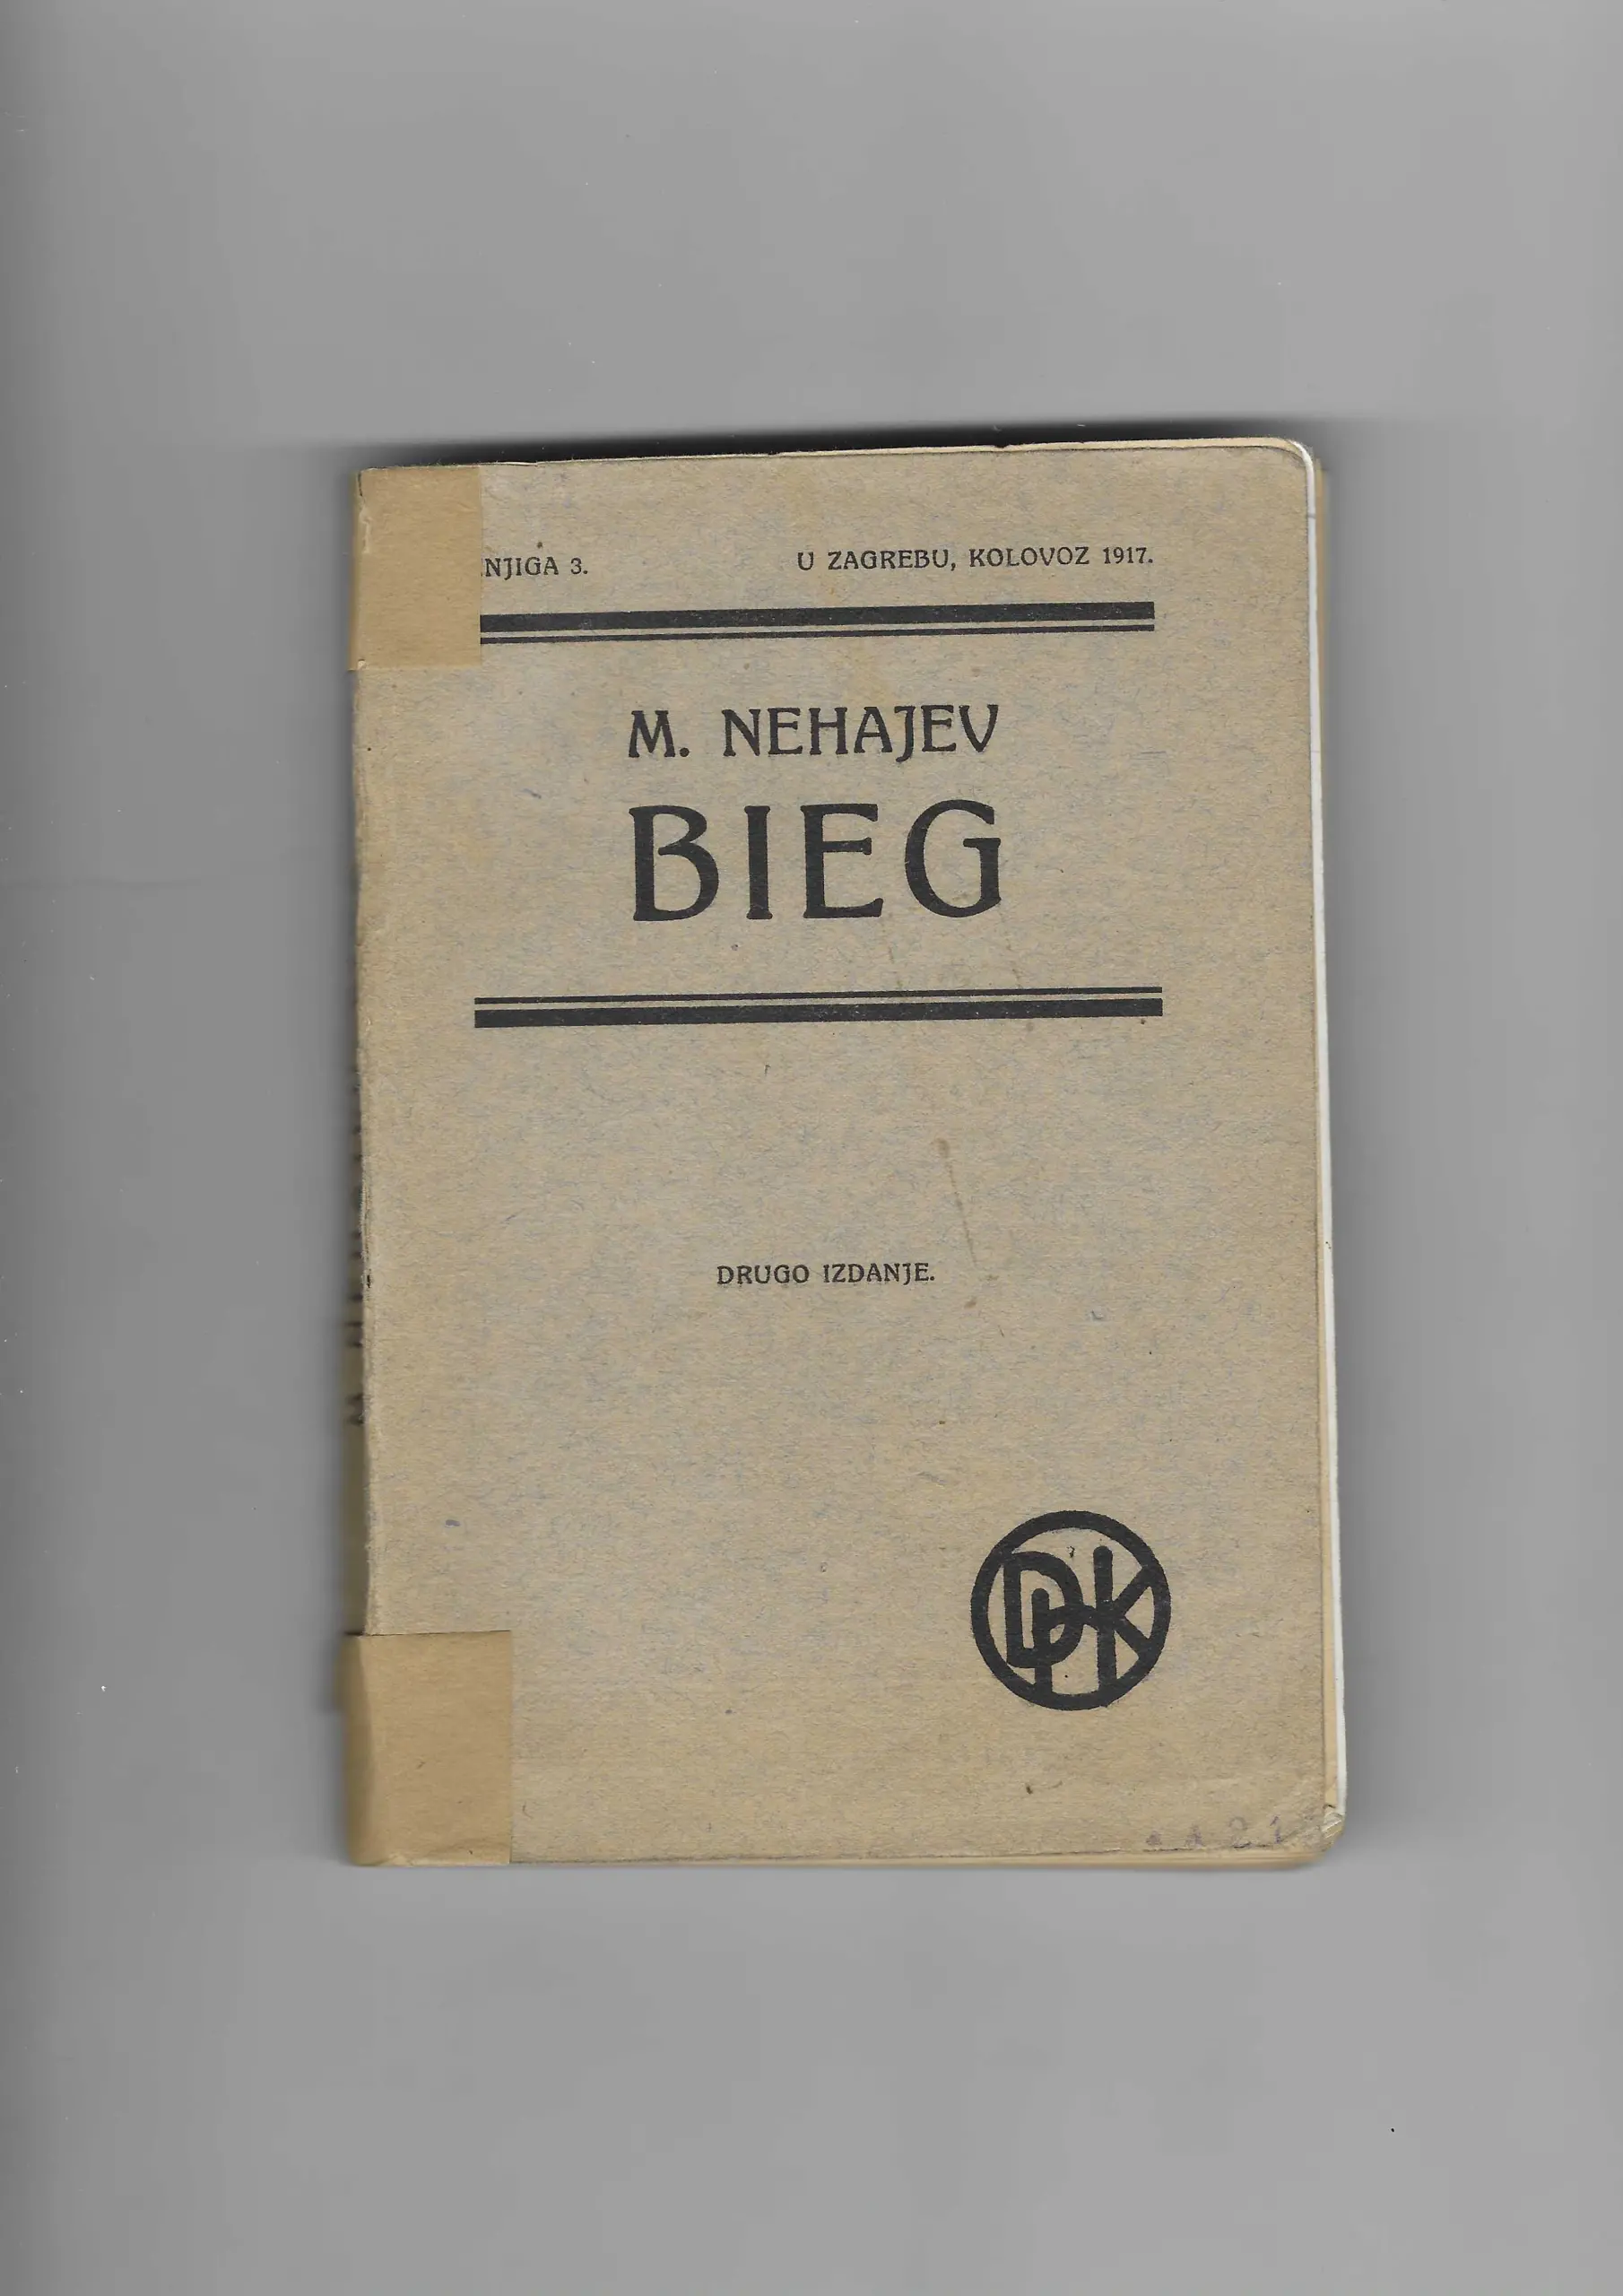 NJIGA 3. U ZAGREBU, KOLOVOZ 1917.
M. NEHAJEV
BIEG
DRUGO IZDANJE.
DHK